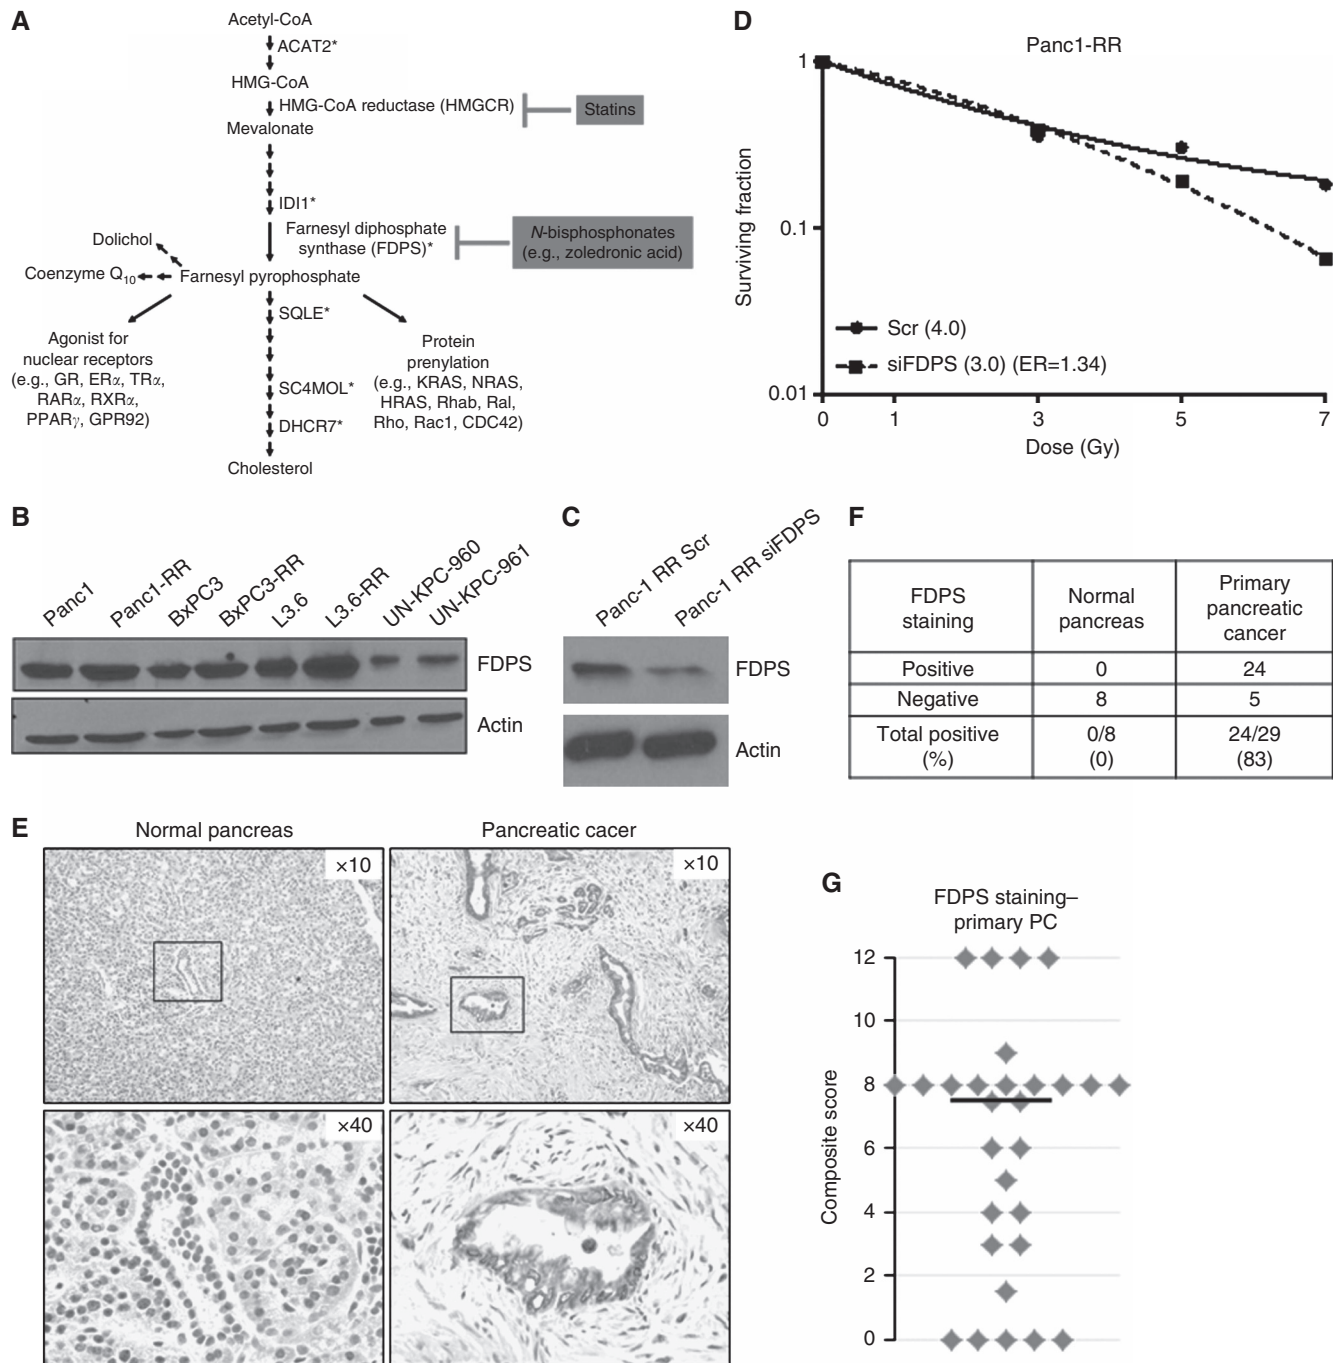 A
Acetyl-CoA
ACAT2*
HMG-CoA
HMG-CoA reductase (HMGCR)
Statins
Mevalonate
IDI1*
Farnesyl diphosphate
synthase (FDPS)*
N-bisphosphonates
(e.g., zoledronic acid)
Dolichol
Coenzyme Q10
Farnesyl pyrophosphate
SQLE*
Agonist for
nuclear receptors
(e.g., GR, ERα, TRα,
RARα, RXRα,
PPARγ, GPR92)
Protein
prenylation
(e.g., KRAS, NRAS,
HRAS, Rhab, Ral,
Rho, Rac1, CDC42)
SC4MOL*
DHCR7*
Cholesterol
D
Panc1-RR
Surviving fraction
1
0.1
0.01
Scr (4.0)
siFDPS (3.0) (ER=1.34)
0 1 3 5 7
Dose (Gy)
B
Panc1
Panc1-RR
BxPC3
BxPC3-RR
L3.6
L3.6-RR
UN-KPC-960
UN-KPC-961
FDPS
Actin
C
Panc-1 RR Scr
Panc-1 RR siFDPS
FDPS
Actin
F
FDPS
staining
Normal
pancreas
Primary
pancreatic
cancer
Positive 0 24
Negative 8 5
Total positive
(%)
0/8
(0)
24/29
(83)
E
Normal pancreas
Pancreatic cacer
×10
×10
×40
×40
G
FDPS staining–
primary PC
Composite score
12
10
8
6
4
2
0